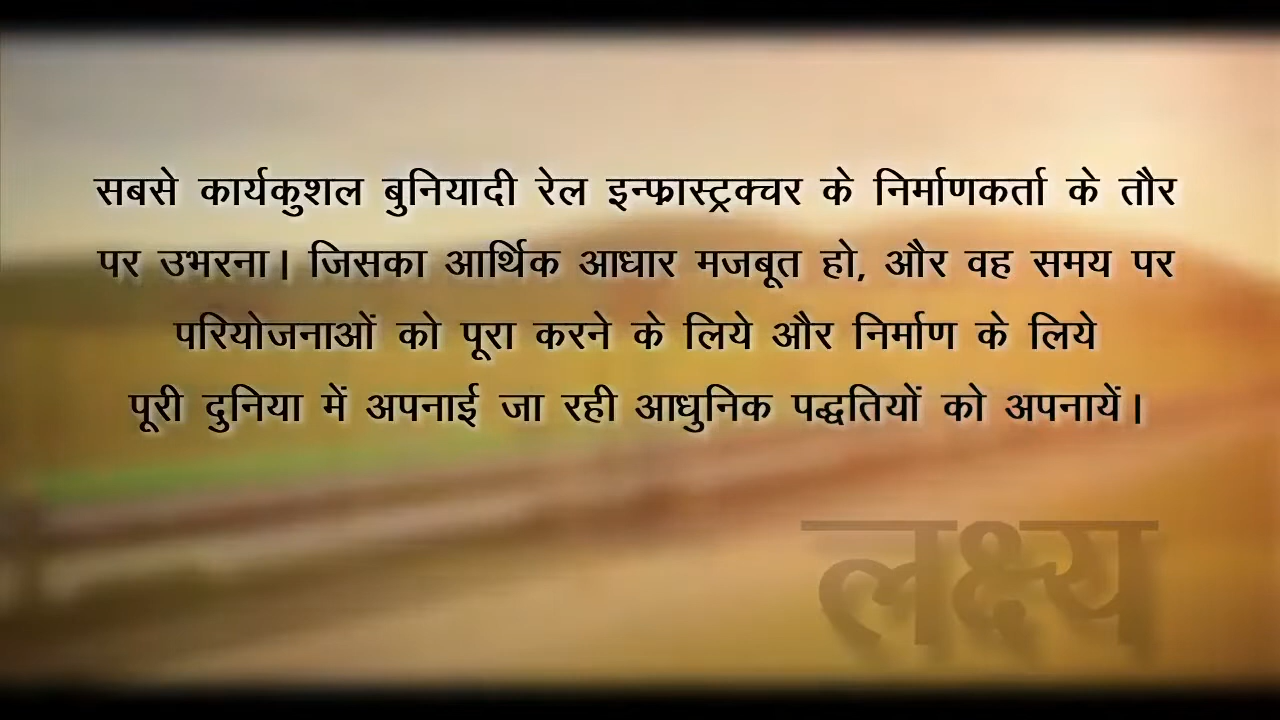 सबसे कार्यकुशल बुनियादी रेल इन्फ्रास्ट्रक्चर के निर्माणकर्ता के तौर
पर उभरना। जिसका आर्थिक आधार मजबूत हो, और वह समय पर
परियोजनाओं को पूरा करने के लिये और निर्माण के लिये
पूरी दुनिया में अपनाई जा रही आधुनिक पद्धतियों को अपनायें।
लक्ष्य